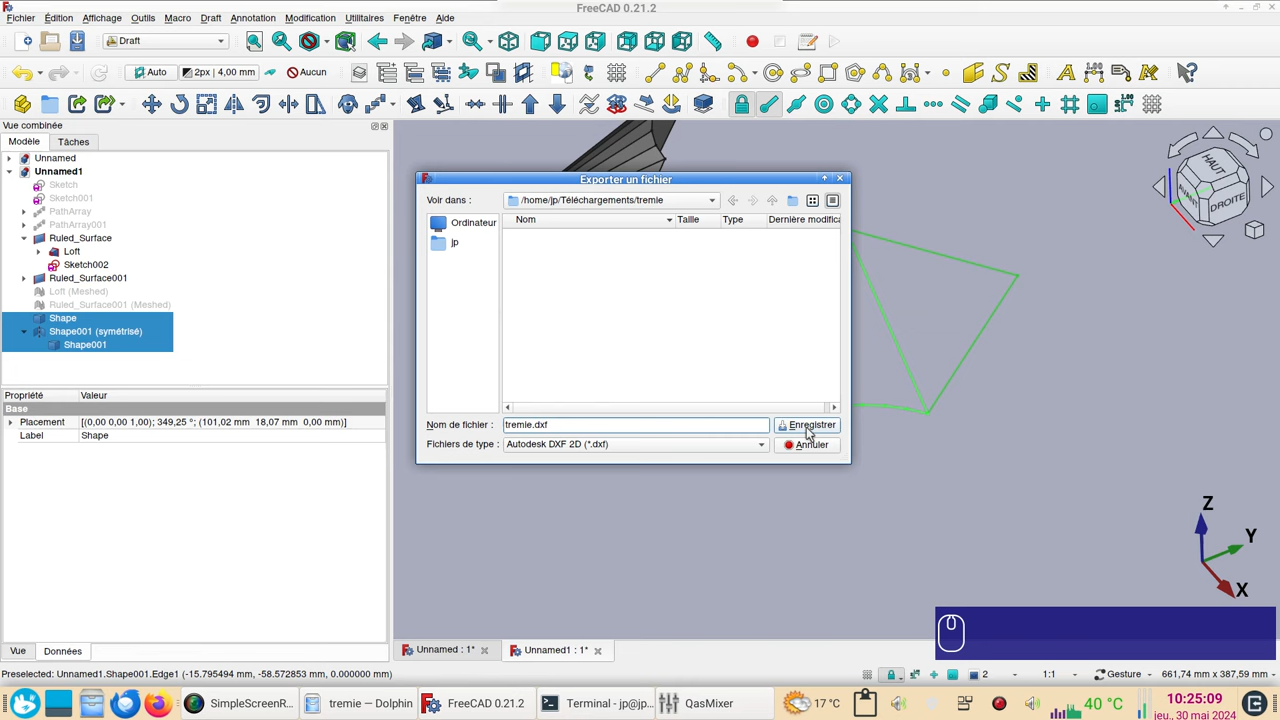 FreeCAD 0.21.2
Fichier Édition Affichage Outils Macro Draft Annotation Modification Utilitaires Fenêtre Aide
Draft
Auto 2px | 4,00 mm Aucun
Vue combinée
Modèle Tâches
Unnamed
Unnamed1
Sketch
Sketch001
PathArray
PathArray001
Ruled_Surface
Loft
Sketch002
Ruled_Surface001
Loft (Meshed)
Ruled_Surface001 (Meshed)
Shape
Shape001 (symétrisé)
Shape001
Propriété Valeur
Base
Placement [(0,00 0,00 1,00); 349,25 °; (101,02 mm 18,07 mm 0,00 mm)]
Label Shape
Vue Données
Exporter un fichier
Voir dans : /home/jp/Téléchargements/tremie
Ordinateur
jp
Nom Taille Type Dernière modifica
Nom de fichier : tremie.dxf Enregistrer
Fichiers de type : Autodesk DXF 2D (*.dxf) Annuler
HAUT
AVANT
DROITE
Z
Y
X
Unnamed : 1* Unnamed1 : 1*
Preselected: Unnamed1.Shape001.Edge1 (-15.795494 mm, -58.572853 mm, 0.000000 mm) 2 1:1 Gesture 661,74 mm x 387,59 mm
SimpleScreenR... tremie — Dolphin FreeCAD 0.21.2 Terminal — jp@jp... QasMixer 17 °C 40 °C 10:25:09
jeu., 30 mai 2024